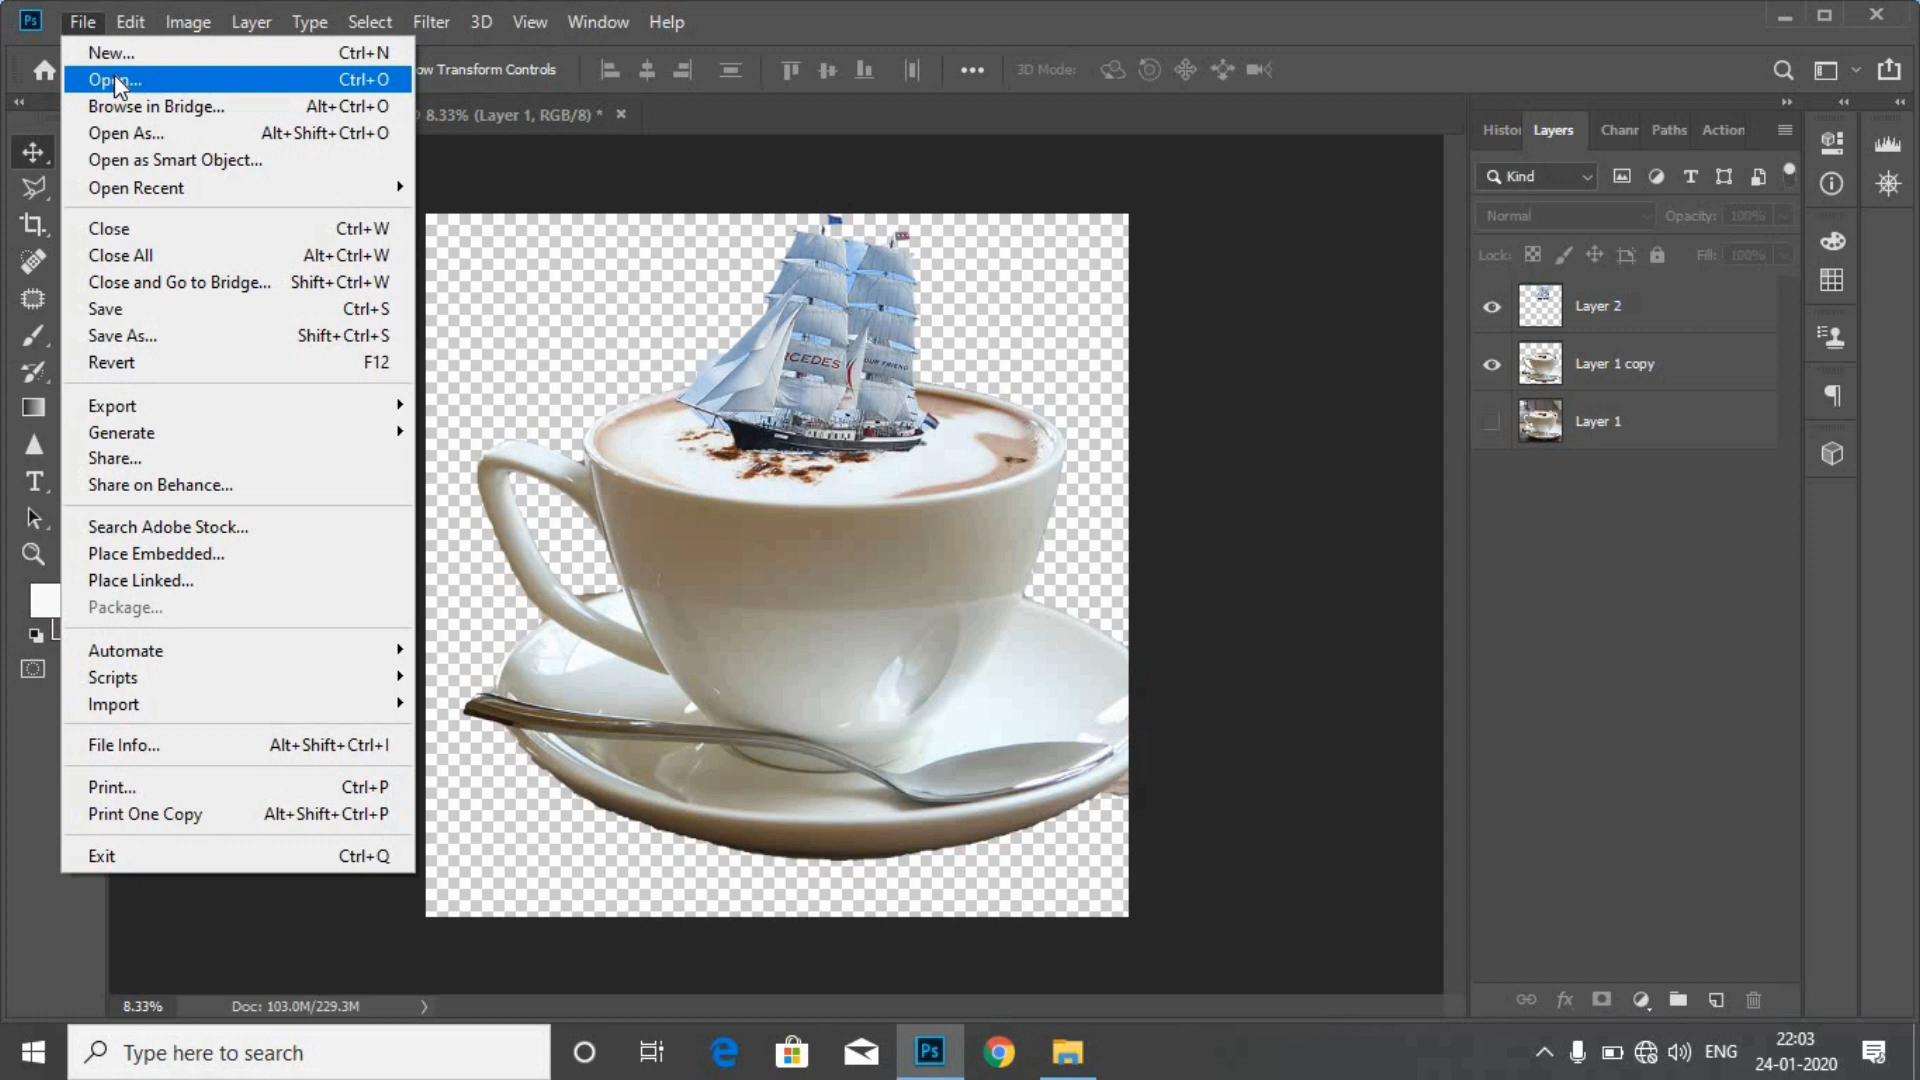 Ps File Edit Image Layer Type Select Filter 3D View Window Help
New... Ctrl+N
Open... Ctrl+O
Browse in Bridge... Alt+Ctrl+O
Open As... Alt+Shift+Ctrl+O
Open as Smart Object...
Open Recent
Close Ctrl+W
Close All Alt+Ctrl+W
Close and Go to Bridge... Shift+Ctrl+W
Save Ctrl+S
Save As... Shift+Ctrl+S
Revert F12
Export
Generate
Share...
Share on Behance...
Search Adobe Stock...
Place Embedded...
Place Linked...
Package...
Automate
Scripts
Import
File Info... Alt+Shift+Ctrl+I
Print... Ctrl+P
Print One Copy Alt+Shift+Ctrl+P
Exit Ctrl+Q
ow Transform Controls 3D Mode:
8.33% (Layer 1, RGB/8) *
RCEDES OUR FRIEND
Histor Layers Chanr Paths Action
Kind
Normal Opacity: 100%
Lock: Fill: 100%
Layer 2
Layer 1 copy
Layer 1
8.33% Doc: 103.0M/229.3M
Type here to search
Ps
ENG
22:03
24-01-2020